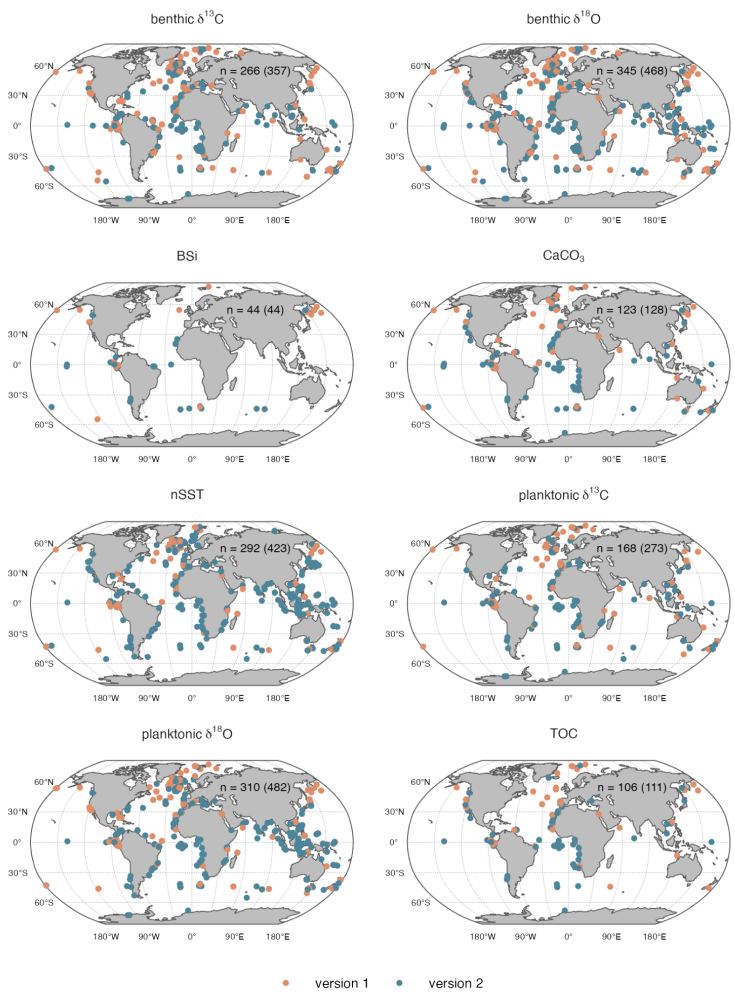 benthic δ¹³C
benthic δ¹⁸O
n = 266 (357)
60°N
30°N
0°
30°S
60°S
180°W 90°W 0° 90°E 180°E
n = 345 (468)
60°N
30°N
0°
30°S
60°S
180°W 90°W 0° 90°E 180°E
BSi
CaCO₃
n = 44 (44)
60°N
30°N
0°
30°S
60°S
180°W 90°W 0° 90°E 180°E
n = 123 (128)
60°N
30°N
0°
30°S
60°S
180°W 90°W 0° 90°E 180°E
nSST
planktonic δ¹³C
n = 292 (423)
60°N
30°N
0°
30°S
60°S
180°W 90°W 0° 90°E 180°E
n = 168 (273)
60°N
30°N
0°
30°S
60°S
180°W 90°W 0° 90°E 180°E
planktonic δ¹⁸O
TOC
n = 310 (482)
60°N
30°N
0°
30°S
60°S
180°W 90°W 0° 90°E 180°E
n = 106 (111)
60°N
30°N
0°
30°S
60°S
180°W 90°W 0° 90°E 180°E
version 1 version 2